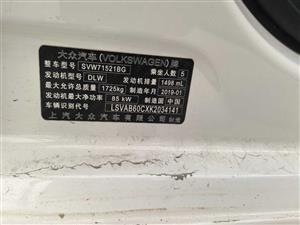 大众汽车(VOLKSWAGEN)牌
整车型号 SVW71521BG 乘坐人数 5
发动机型号 DLW 发动机排量 1498 mL
最大允许总质量 1725kg 制造年月 2019-01
发动机最大净功率 85 kW 制造国 中国
车辆识别代号 LSVAB60CXK2034141
上汽大众汽车有限公司制造